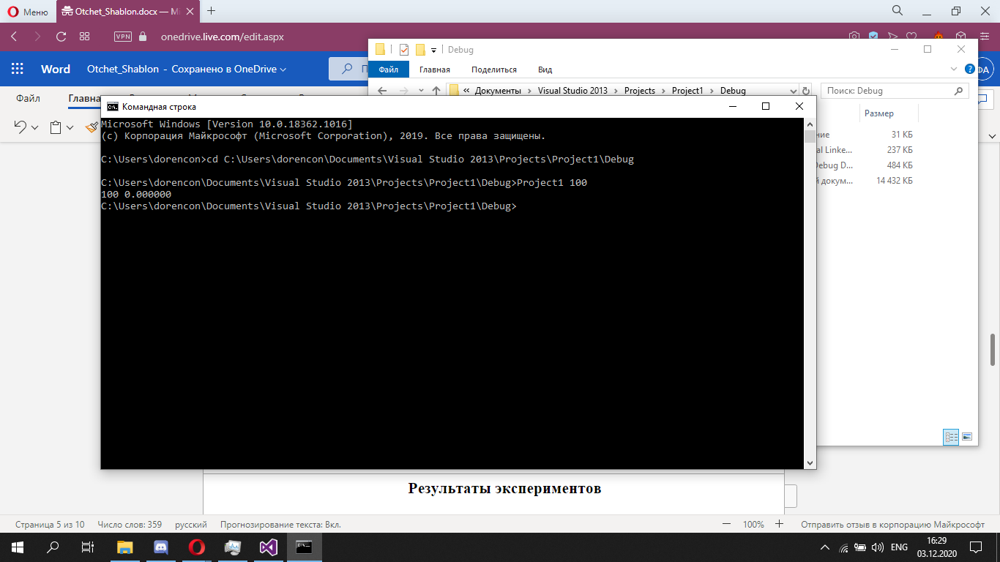 Меню
Otchet_Shablon.docx — Mi
VPN
onedrive.live.com/edit.aspx
Word
Otchet_Shablon - Сохранено в OneDrive
Debug
Файл Главная Поделиться Вид
« Документы Visual Studio 2013 Projects Project1 Debug
Поиск: Debug
Файл
Размер
31 КБ
237 КБ
484 КБ
14 432 КБ
Командная строка
Microsoft Windows [Version 10.0.18362.1016]
(c) Корпорация Майкрософт (Microsoft Corporation), 2019. Все права защищены.
C:\Users\dorencon>cd C:\Users\dorencon\Documents\Visual Studio 2013\Projects\Project1\Debug
C:\Users\dorencon\Documents\Visual Studio 2013\Projects\Project1\Debug>Project1 100
100 0.000000
C:\Users\dorencon\Documents\Visual Studio 2013\Projects\Project1\Debug>
Результаты экспериментов
Страница 5 из 10 Число слов: 359 русский Прогнозирование текста: Вкл.
100%
Отправить отзыв в корпорацию Майкрософт
ENG
16:29
03.12.2020